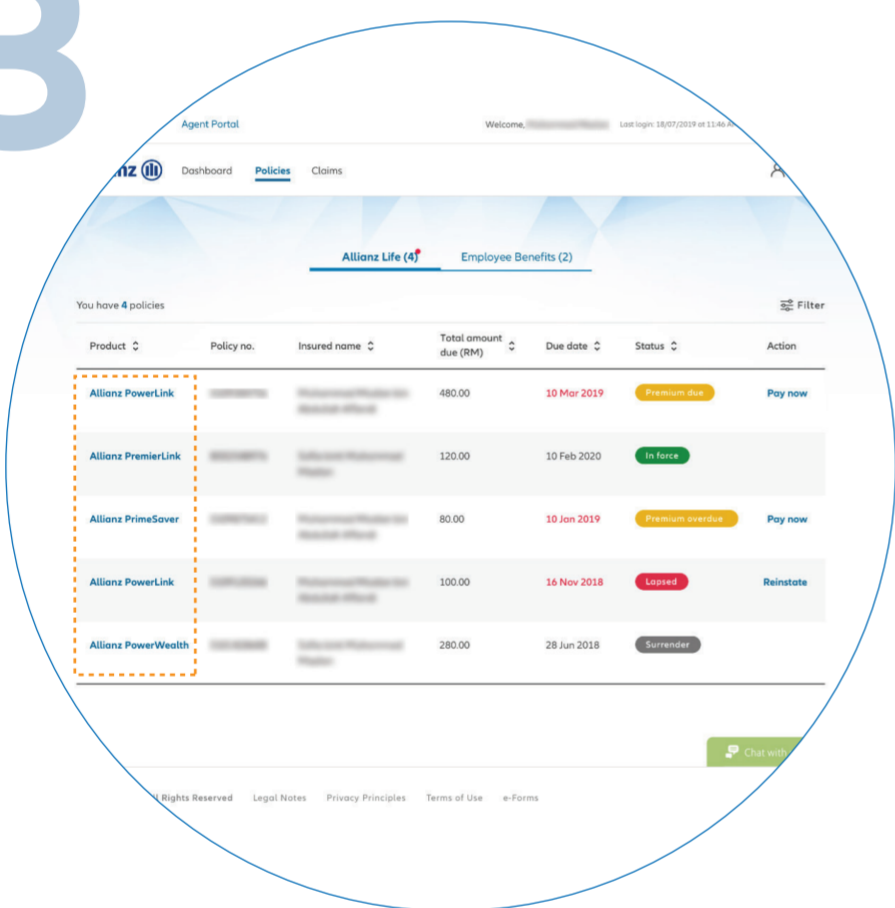 3
Agent Portal
Welcome,
Last login: 18/07/2019 at 11:46 A
nz
Dashboard Policies Claims
Allianz Life (4) Employee Benefits (2)
You have 4 policies
Filter
Product Policy no. Insured name Total amount due (RM) Due date Status Action
Allianz PowerLink 480.00 10 Mar 2019 Premium due Pay now
Allianz PremierLink 120.00 10 Feb 2020 In force
Allianz PrimeSaver 80.00 10 Jan 2019 Premium overdue Pay now
Allianz PowerLink 100.00 16 Nov 2018 Lapsed Reinstate
Allianz PowerWealth 280.00 28 Jun 2018 Surrender
Chat with
ll Rights Reserved Legal Notes Privacy Principles Terms of Use e-Forms